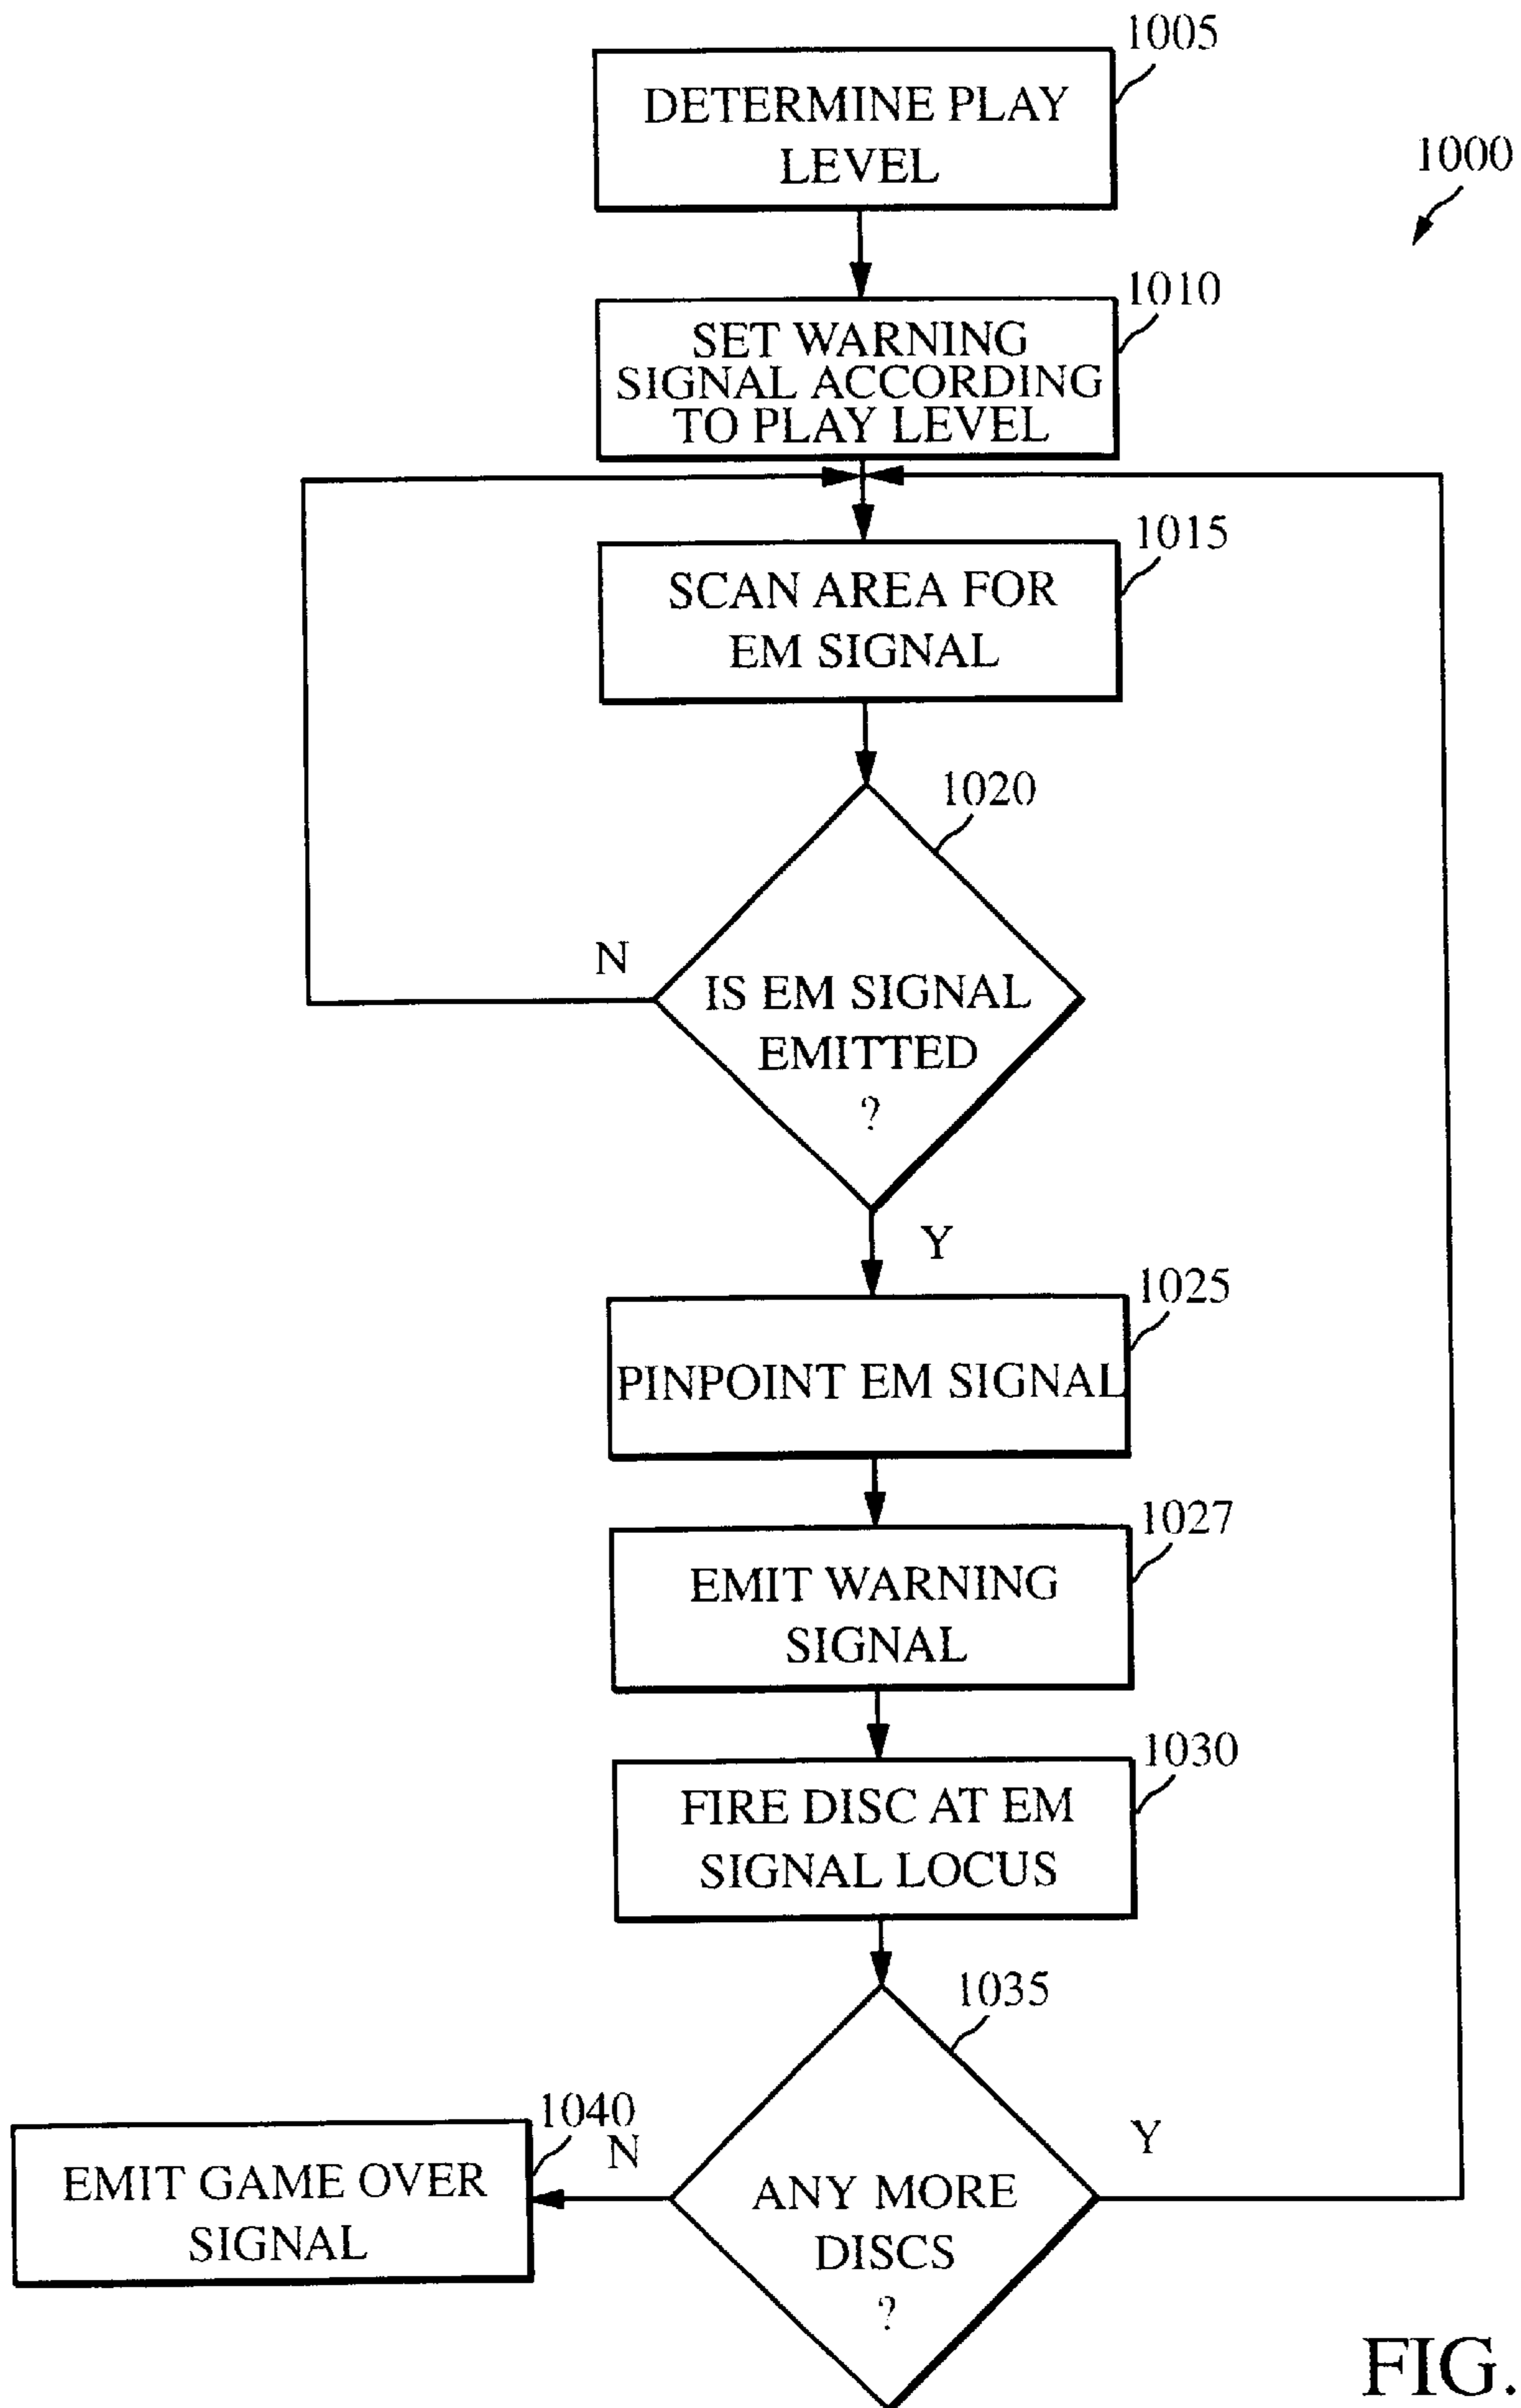 1005
DETERMINE PLAY
LEVEL
1000
1010
SET WARNING
SIGNAL ACCORDING
TO PLAY LEVEL
1015
SCAN AREA FOR
EM SIGNAL
1020
N
IS EM SIGNAL
EMITTED
?
Y
1025
PINPOINT EM SIGNAL
1027
EMIT WARNING
SIGNAL
1030
FIRE DISC AT EM
SIGNAL LOCUS
1035
1040
N
Y
EMIT GAME OVER
SIGNAL
ANY MORE
DISCS
?
FIG.